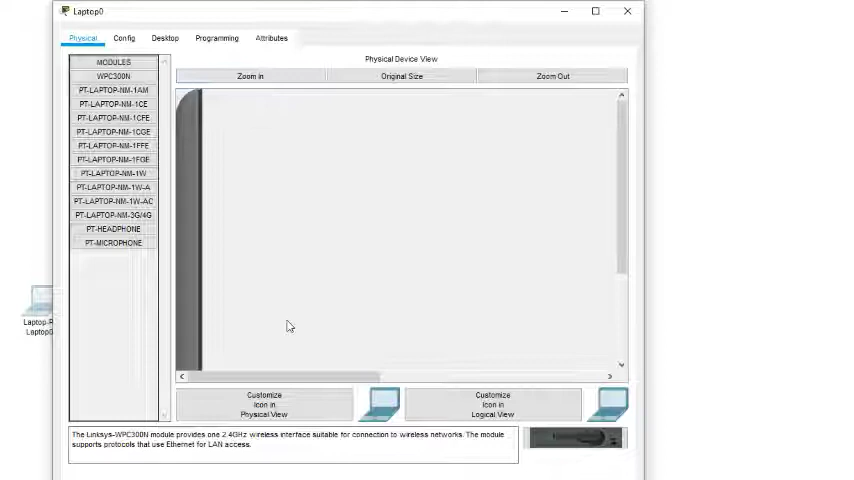 Laptop0
Physical Config Desktop Programming Attributes
MODULES
WPC300N
PT-LAPTOP-NM-1AM
PT-LAPTOP-NM-1CE
PT-LAPTOP-NM-1CFE
PT-LAPTOP-NM-1CGE
PT-LAPTOP-NM-1FFE
PT-LAPTOP-NM-1FGE
PT-LAPTOP-NM-1W
PT-LAPTOP-NM-1W-A
PT-LAPTOP-NM-1W-AC
PT-LAPTOP-NM-3G/4G
PT-HEADPHONE
PT-MICROPHONE
Physical Device View
Zoom In Original Size Zoom Out
Laptop-P
Laptop0
Customize
Icon in
Physical View
Customize
Icon in
Logical View
The Linksys-WPC300N module provides one 2.4GHz wireless interface suitable for connection to wireless networks. The module
supports protocols that use Ethernet for LAN access.